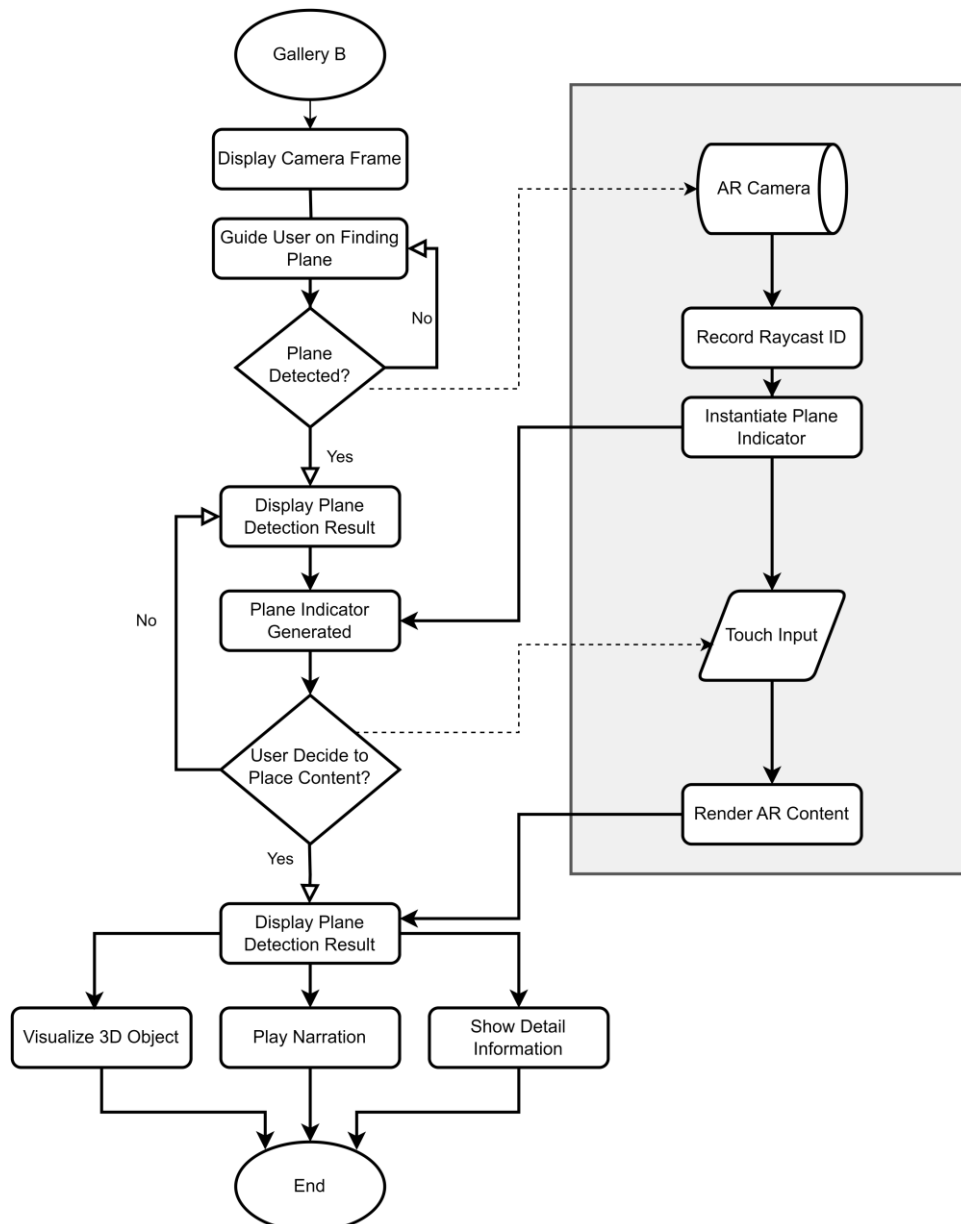 Gallery B
Display Camera Frame
AR Camera
Guide User on Finding
Plane
No
Record Raycast ID
Plane
Detected?
Instantiate Plane
Indicator
Yes
Display Plane
Detection Result
No
Plane Indicator
Generated
Touch Input
User Decide to
Place Content?
Render AR Content
Yes
Display Plane
Detection Result
Visualize 3D Object
Play Narration
Show Detail
Information
End